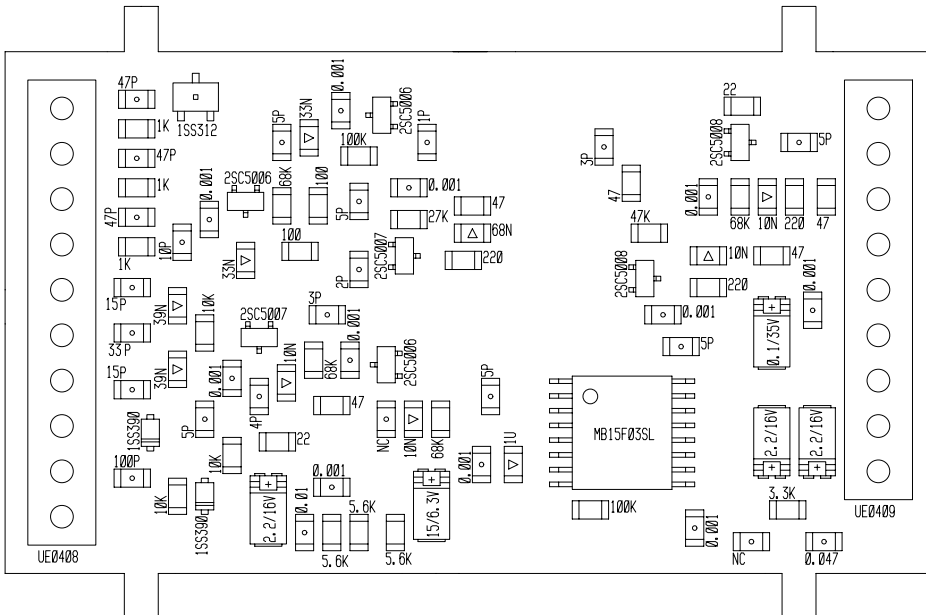 47P
1SS312
1K
47P
1K
47P
1K
15P
33P
15P
1SS390
100P
10K
1SS390
UE0408
10P
0.001
2SC5006
33N
39N
10K
39N
2SC5007
0.001
5P
10K
4P
10N
22
2.2/16V
5P
33N
0.001
2SC5006
1P
100K
68K
100
5P
0.001
27K
47
68N
220
100
2P
2SC5007
3P
0.001
68K
2SC5006
47
NC
10N
68K
0.001
0.01
5.6K
5.6K
5.6K
15/6.3V
5P
0.001
1U
MB15F03SL
100K
3P
47
47K
2SC5008
0.001
5P
22
2SC5008
5P
0.001
68K
10N
220
47
10N
47
220
0.001
0.1/35V
2.2/16V
2.2/16V
3.3K
0.001
NC
0.047
UE0409